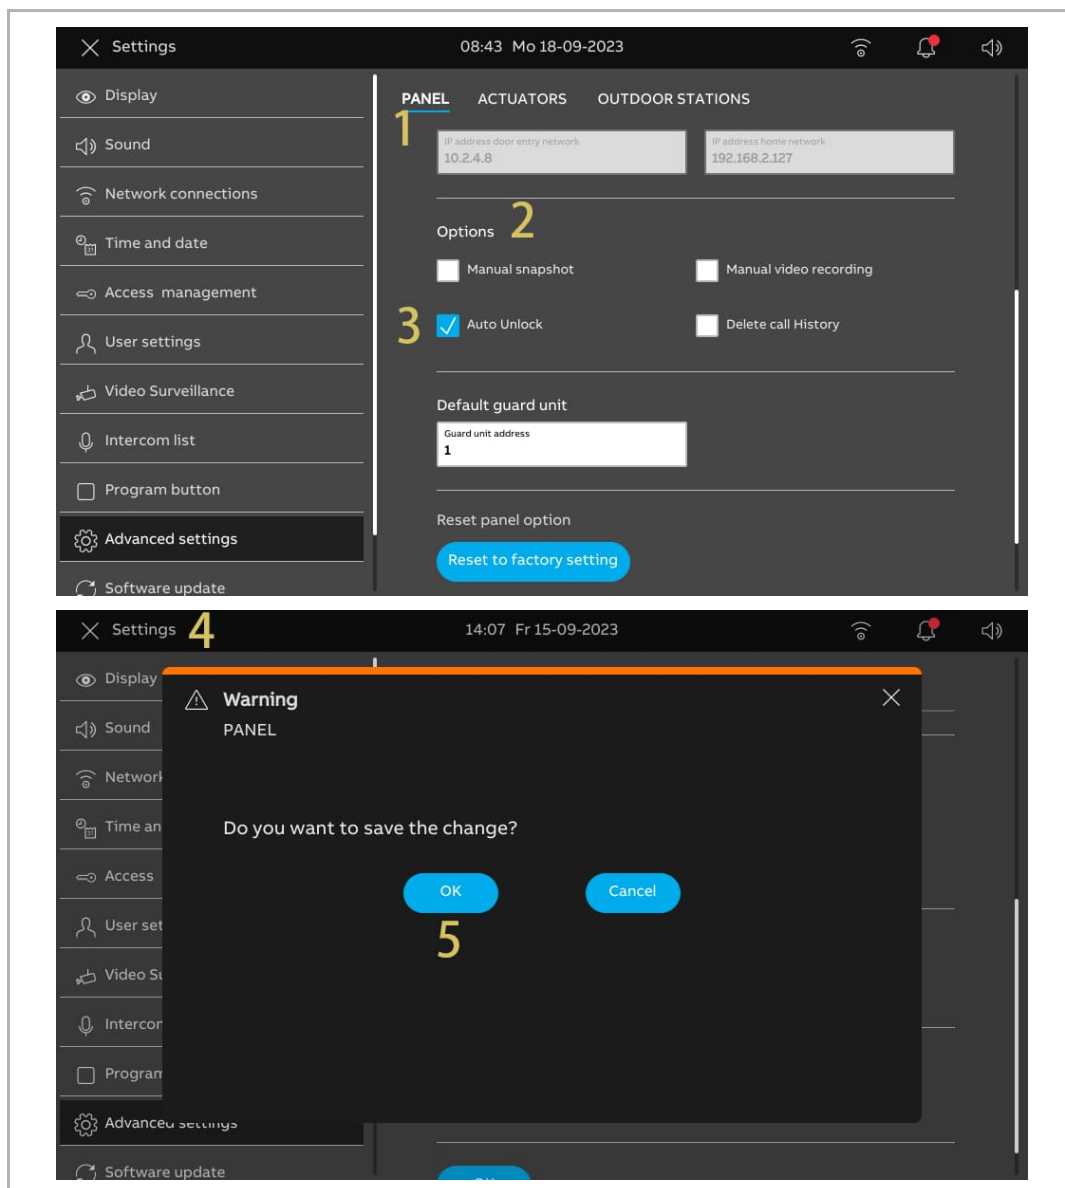 Settings 08:43 Mo 18-09-2023
Display
PANEL ACTUATORS OUTDOOR STATIONS
1
Sound
IP address door entry network IP address home network
10.2.4.8 192.168.2.127
Network connections
Options 2
Time and date
Manual snapshot Manual video recording
Access management
3 Auto Unlock Delete call History
User settings
Video Surveillance
Default guard unit
Guard unit address
1
Intercom list
Program button
Reset panel option
Advanced settings
Reset to factory setting
Software update
Settings 4 14:07 Fr 15-09-2023
Display
Warning
PANEL
Sound
Network
Time an
Do you want to save the change?
Access
OK Cancel
5
User set
Video Su
Intercom
Program
Advanced settings
Software update
OK